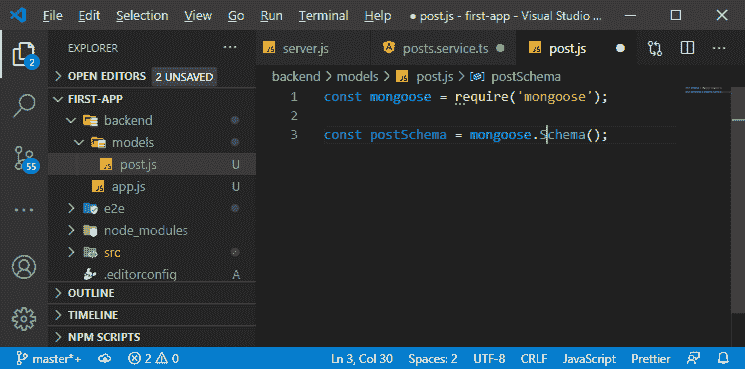 File Edit Selection View Go Run Terminal Help ● post.js - first-app - Visual Studio ...
2
55
EXPLORER
OPEN EDITORS 2 UNSAVED
FIRST-APP
backend
models
post.js U
app.js U
e2e
node_modules
src
.editorconfig A
OUTLINE
TIMELINE
NPM SCRIPTS
JS server.js posts.service.ts JS post.js
backend > models > JS post.js > postSchema
1 const mongoose = require('mongoose');
2
3 const postSchema = mongoose.Schema();
master*+ 2 0 Ln 3, Col 30 Spaces: 2 UTF-8 CRLF JavaScript Prettier